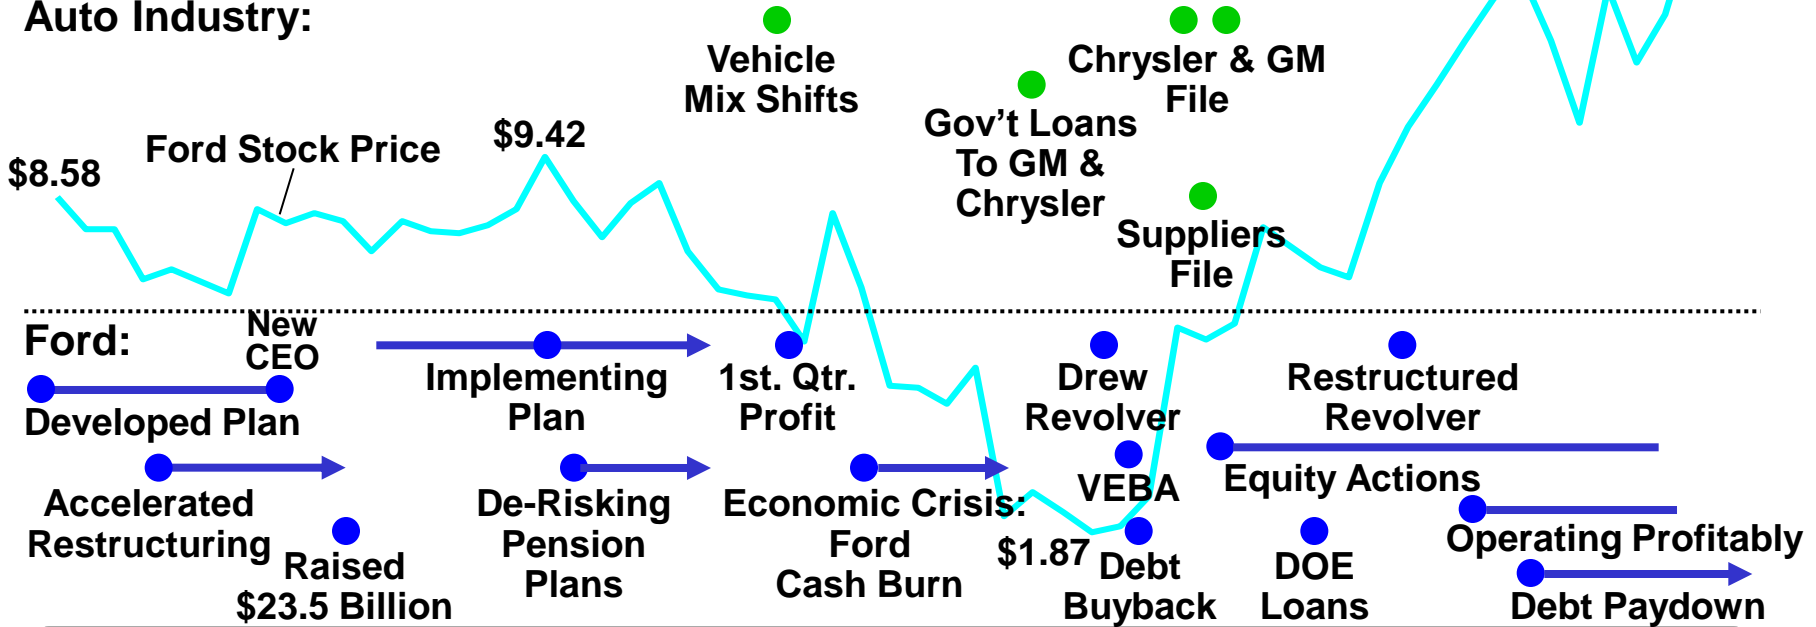 Auto Industry:
Vehicle
Mix Shifts
Chrysler & GM
File
Gov’t Loans
To GM &
Chrysler
Suppliers
File
$8.58
Ford Stock Price
$9.42
Ford:
New
CEO
Developed Plan
Implementing
Plan
1st. Qtr.
Profit
Drew
Revolver
Restructured
Revolver
Accelerated
Restructuring
De-Risking
Pension
Plans
Economic Crisis:
Ford
Cash Burn
VEBA
Equity Actions
Raised
$23.5 Billion
$1.87
Debt
Buyback
DOE
Loans
Operating Profitably
Debt Paydown